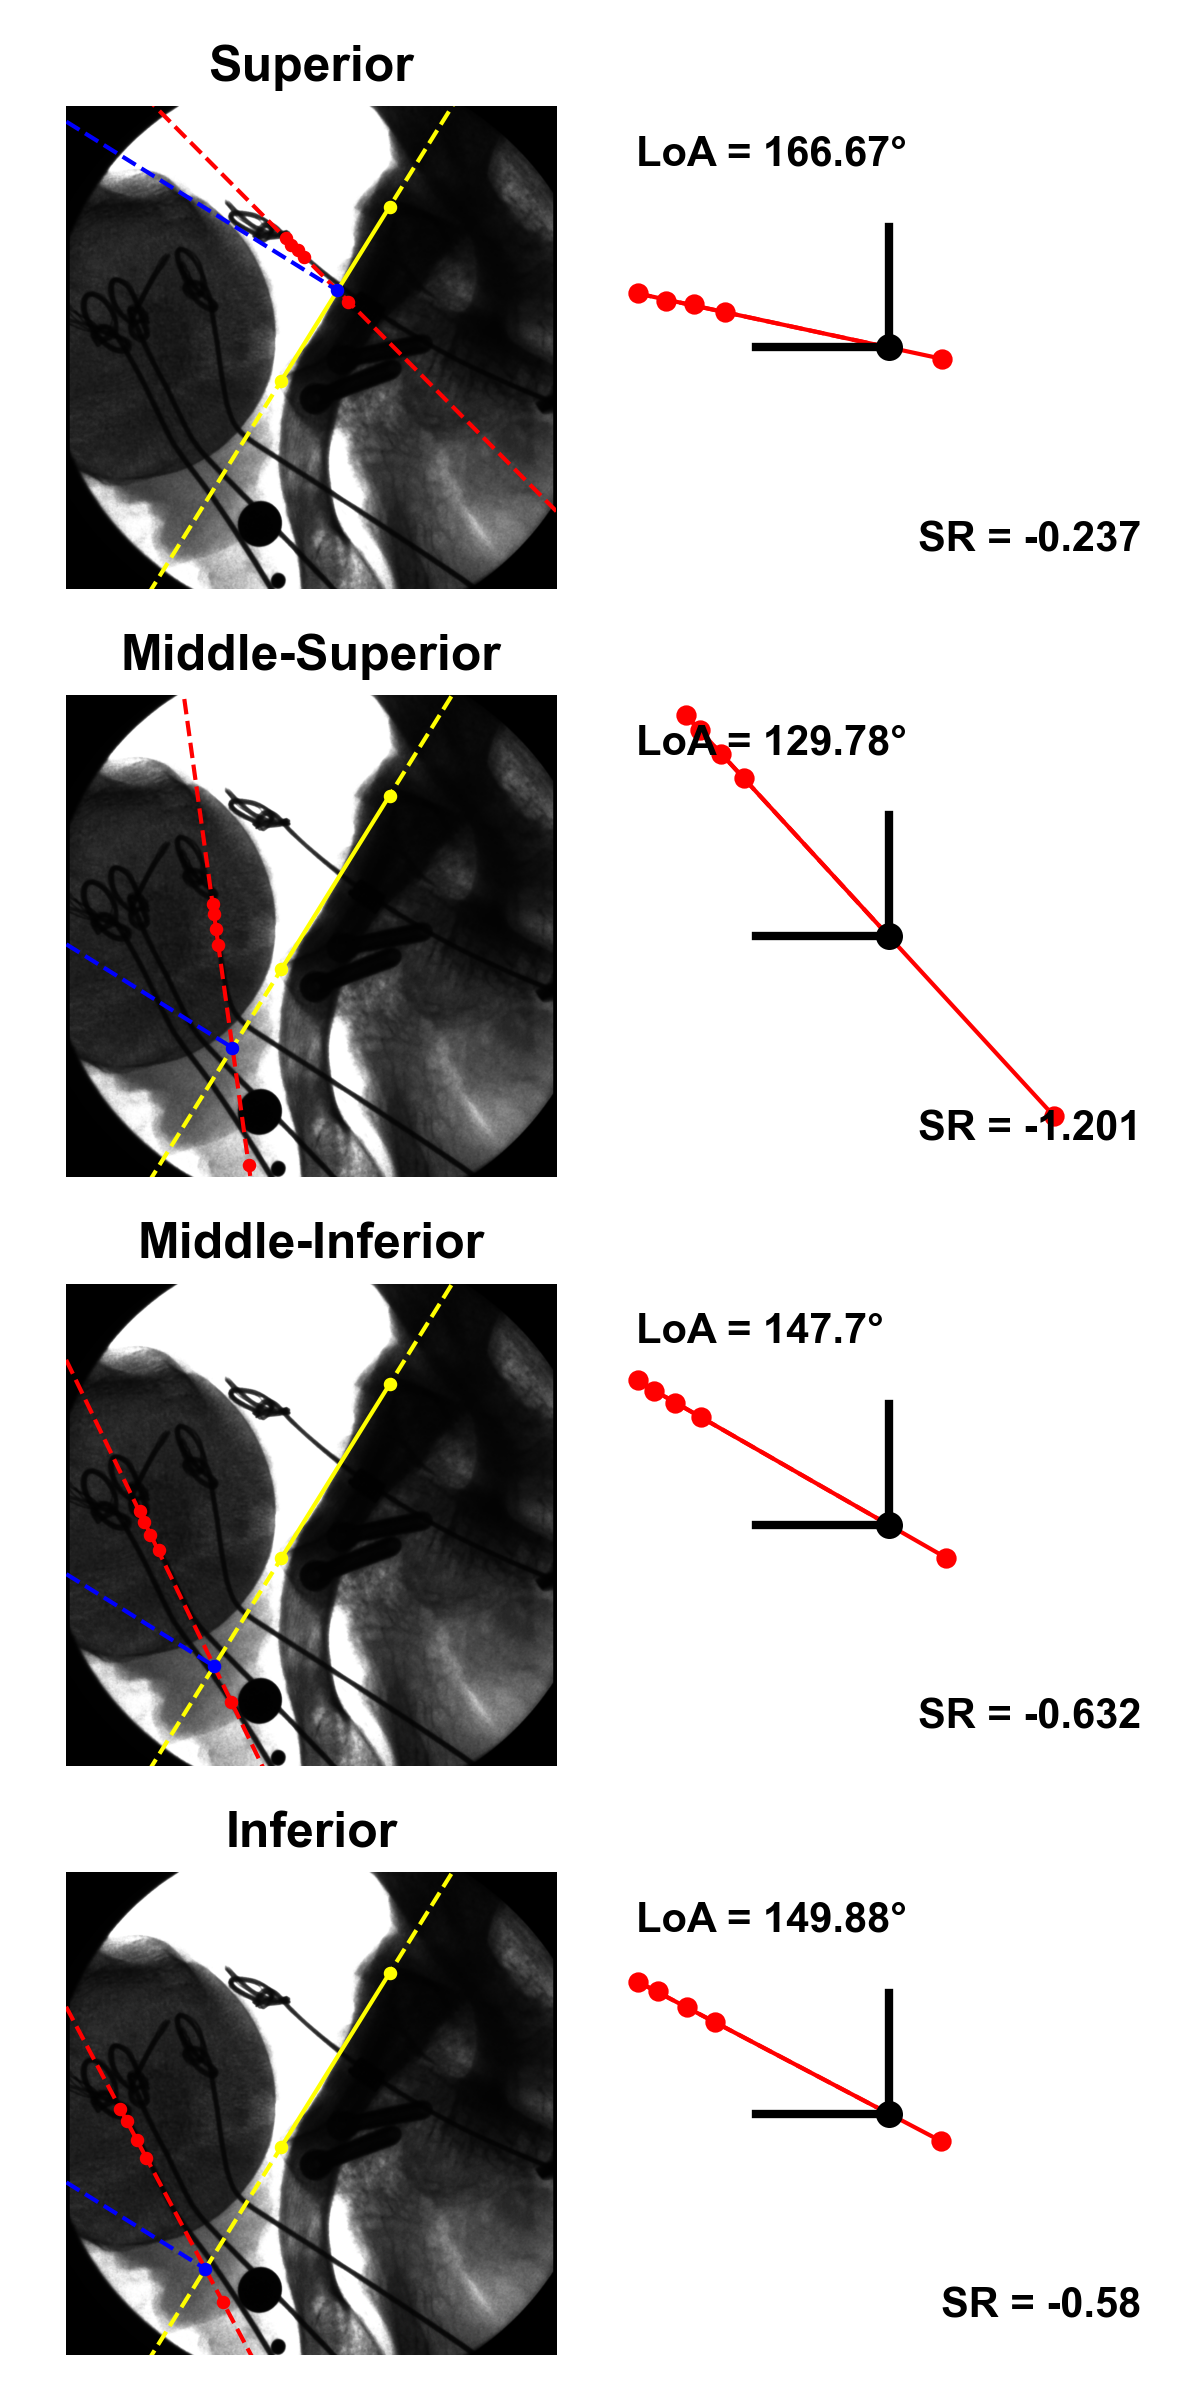 Superior
LoA = 166.67°
SR = -0.237
Middle-Superior
LoA = 129.78°
SR = -1.201
Middle-Inferior
LoA = 147.7°
SR = -0.632
Inferior
LoA = 149.88°
SR = -0.58